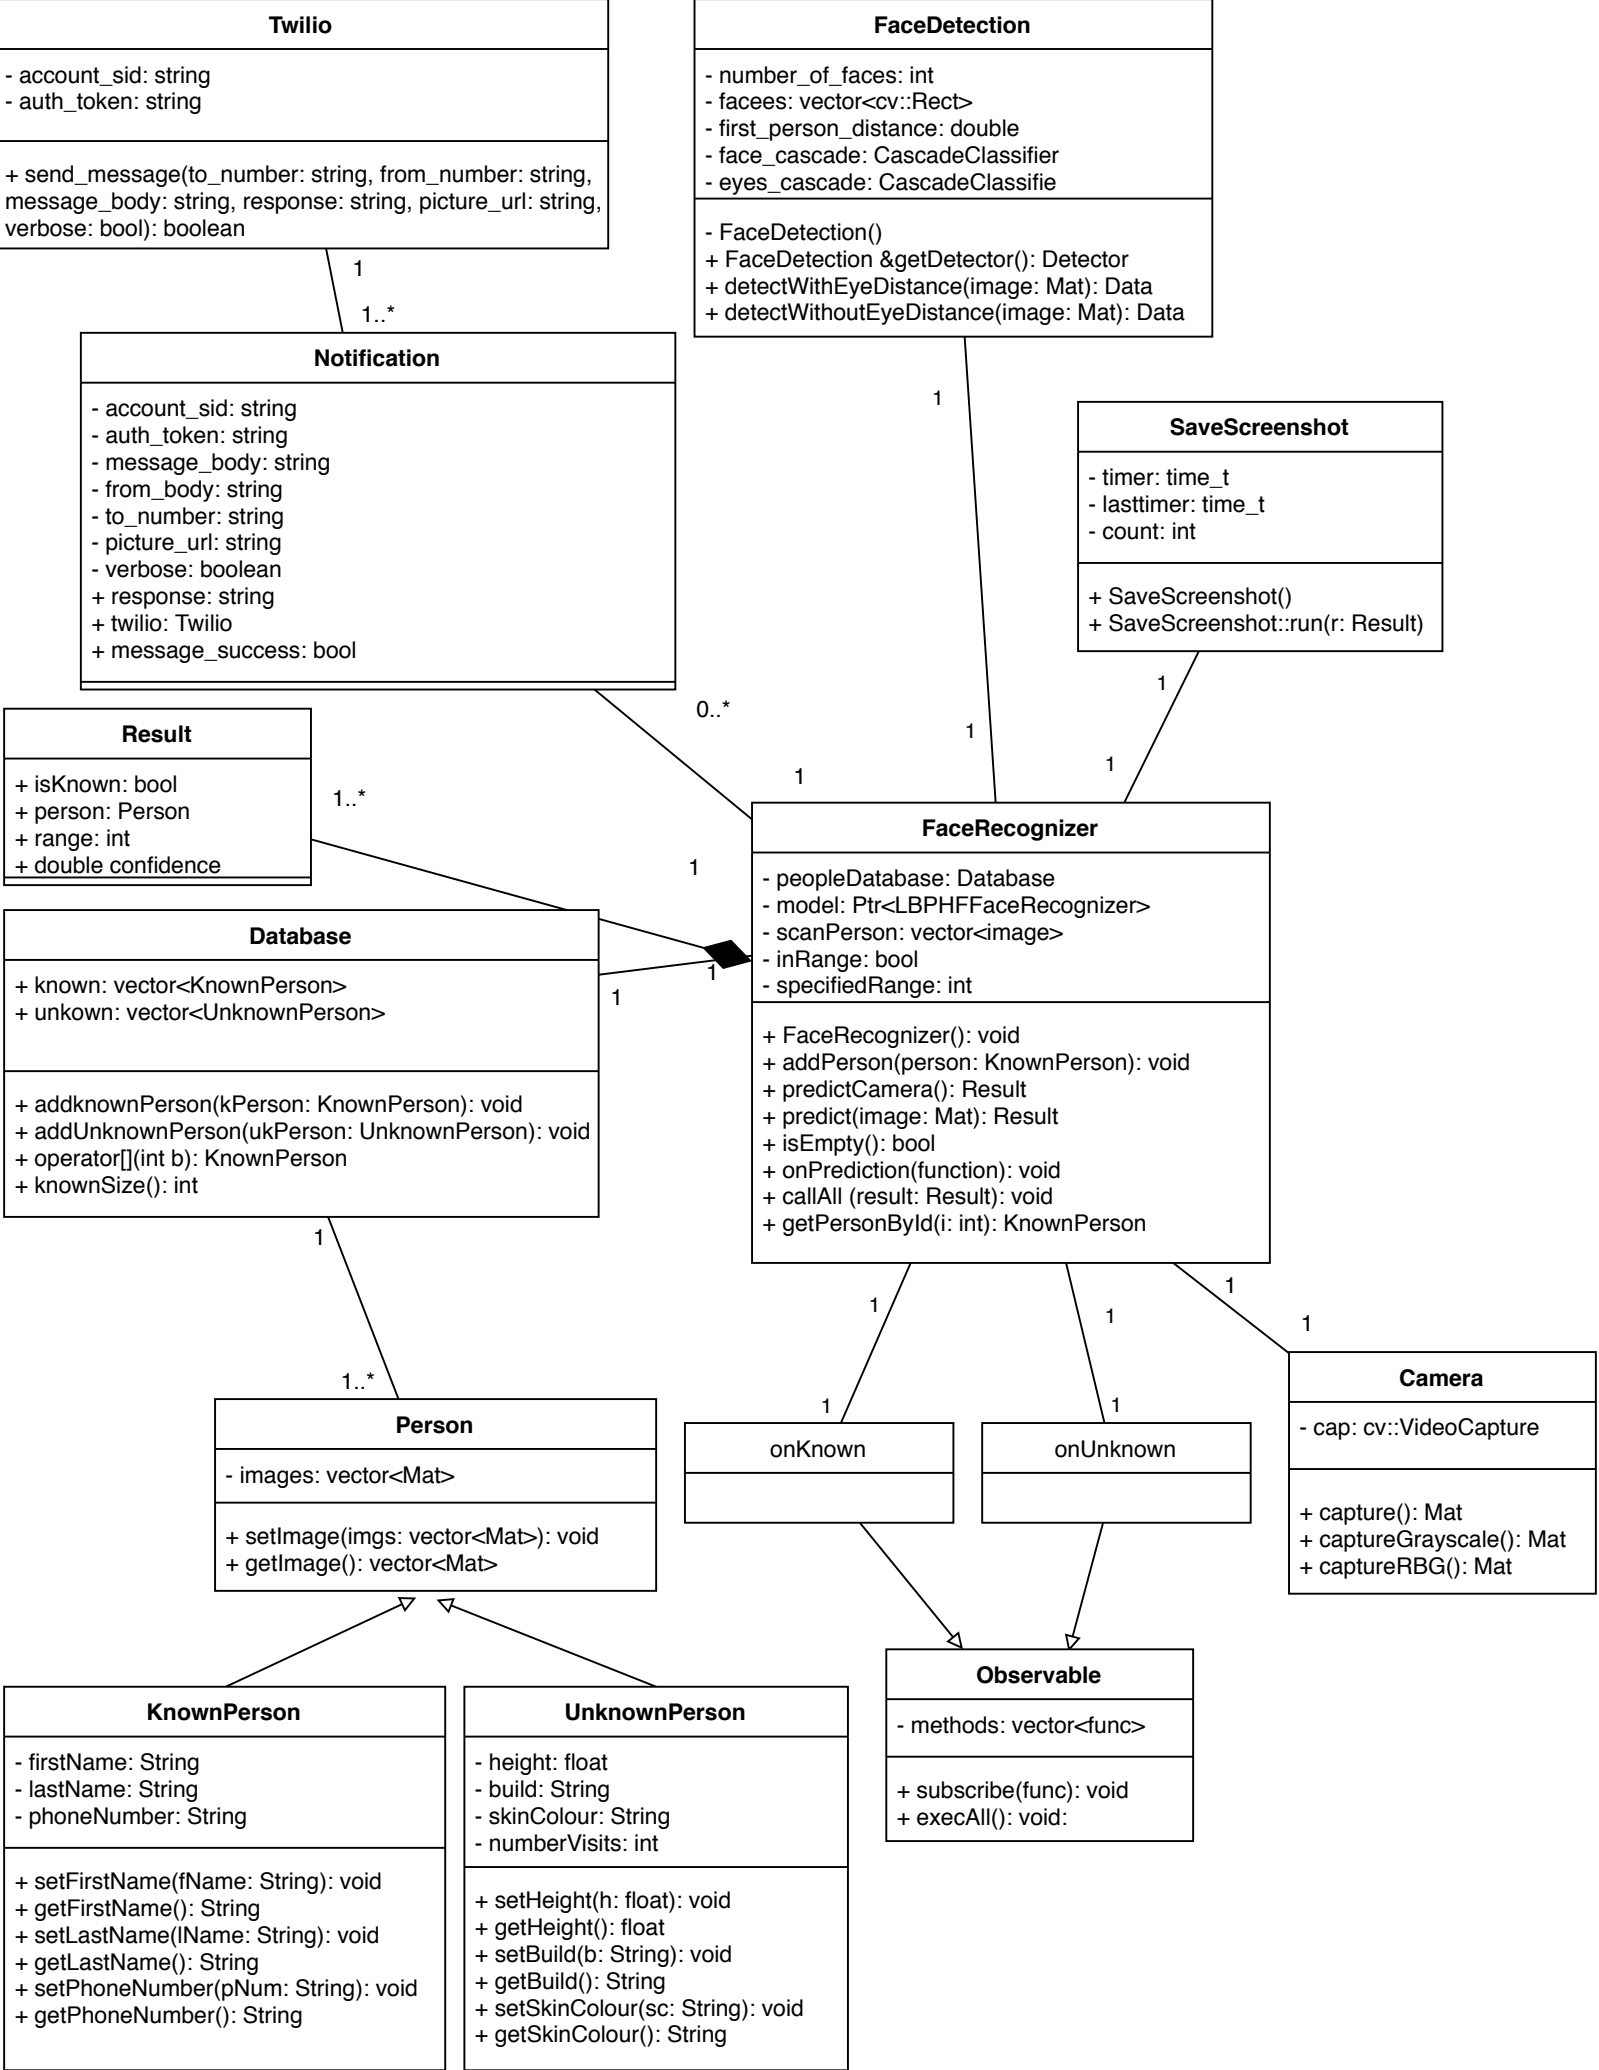 Twilio
- account_sid: string
- auth_token: string
+ send_message(to_number: string, from_number: string,
message_body: string, response: string, picture_url: string,
verbose: bool): boolean
1
1..*
FaceDetection
- number_of_faces: int
- facees: vector<cv::Rect>
- first_person_distance: double
- face_cascade: CascadeClassifier
- eyes_cascade: CascadeClassifie
- FaceDetection()
+ FaceDetection &getDetector(): Detector
+ detectWithEyeDistance(image: Mat): Data
+ detectWithoutEyeDistance(image: Mat): Data
1
1
Notification
- account_sid: string
- auth_token: string
- message_body: string
- from_body: string
- to_number: string
- picture_url: string
- verbose: boolean
+ response: string
+ twilio: Twilio
+ message_success: bool
0..*
1
SaveScreenshot
- timer: time_t
- lasttimer: time_t
- count: int
+ SaveScreenshot()
+ SaveScreenshot::run(r: Result)
1
1
Result
+ isKnown: bool
+ person: Person
+ range: int
+ double confidence
1..*
1
FaceRecognizer
- peopleDatabase: Database
- model: Ptr<LBPHFFaceRecognizer>
- scanPerson: vector<image>
- inRange: bool
- specifiedRange: int
+ FaceRecognizer(): void
+ addPerson(person: KnownPerson): void
+ predictCamera(): Result
+ predict(image: Mat): Result
+ isEmpty(): bool
+ onPrediction(function): void
+ callAll (result: Result): void
+ getPersonById(i: int): KnownPerson
Database
+ known: vector<KnownPerson>
+ unkown: vector<UnknownPerson>
+ addknownPerson(kPerson: KnownPerson): void
+ addUnknownPerson(ukPerson: UnknownPerson): void
+ operator[](int b): KnownPerson
+ knownSize(): int
1
1
1
1..*
1
1
1
1
1
1
Person
- images: vector<Mat>
+ setImage(imgs: vector<Mat>): void
+ getImage(): vector<Mat>
onKnown
onUnknown
Camera
- cap: cv::VideoCapture
+ capture(): Mat
+ captureGrayscale(): Mat
+ captureRBG(): Mat
KnownPerson
- firstName: String
- lastName: String
- phoneNumber: String
+ setFirstName(fName: String): void
+ getFirstName(): String
+ setLastName(lName: String): void
+ getLastName(): String
+ setPhoneNumber(pNum: String): void
+ getPhoneNumber(): String
UnknownPerson
- height: float
- build: String
- skinColour: String
- numberVisits: int
+ setHeight(h: float): void
+ getHeight(): float
+ setBuild(b: String): void
+ getBuild(): String
+ setSkinColour(sc: String): void
+ getSkinColour(): String
Observable
- methods: vector<func>
+ subscribe(func): void
+ execAll(): void: